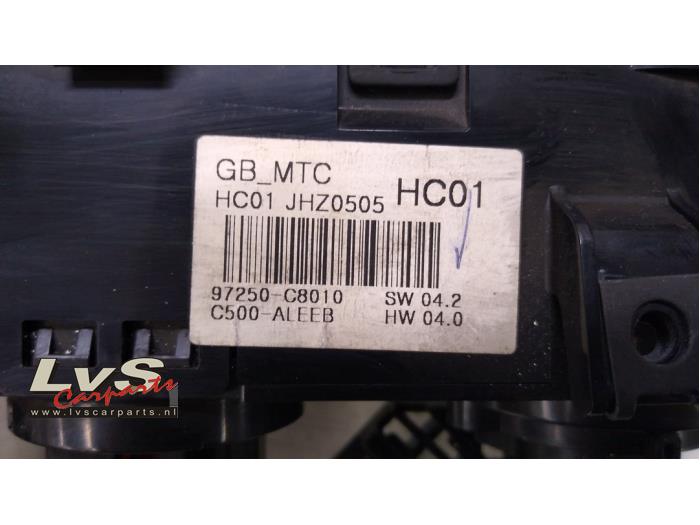 GB_MTC
HC01 JHZ0505 HC01
97250-C8010 SW 04.2
C500-ALEEB HW 04.0
LvS
Carparts
www.lvscarparts.nl